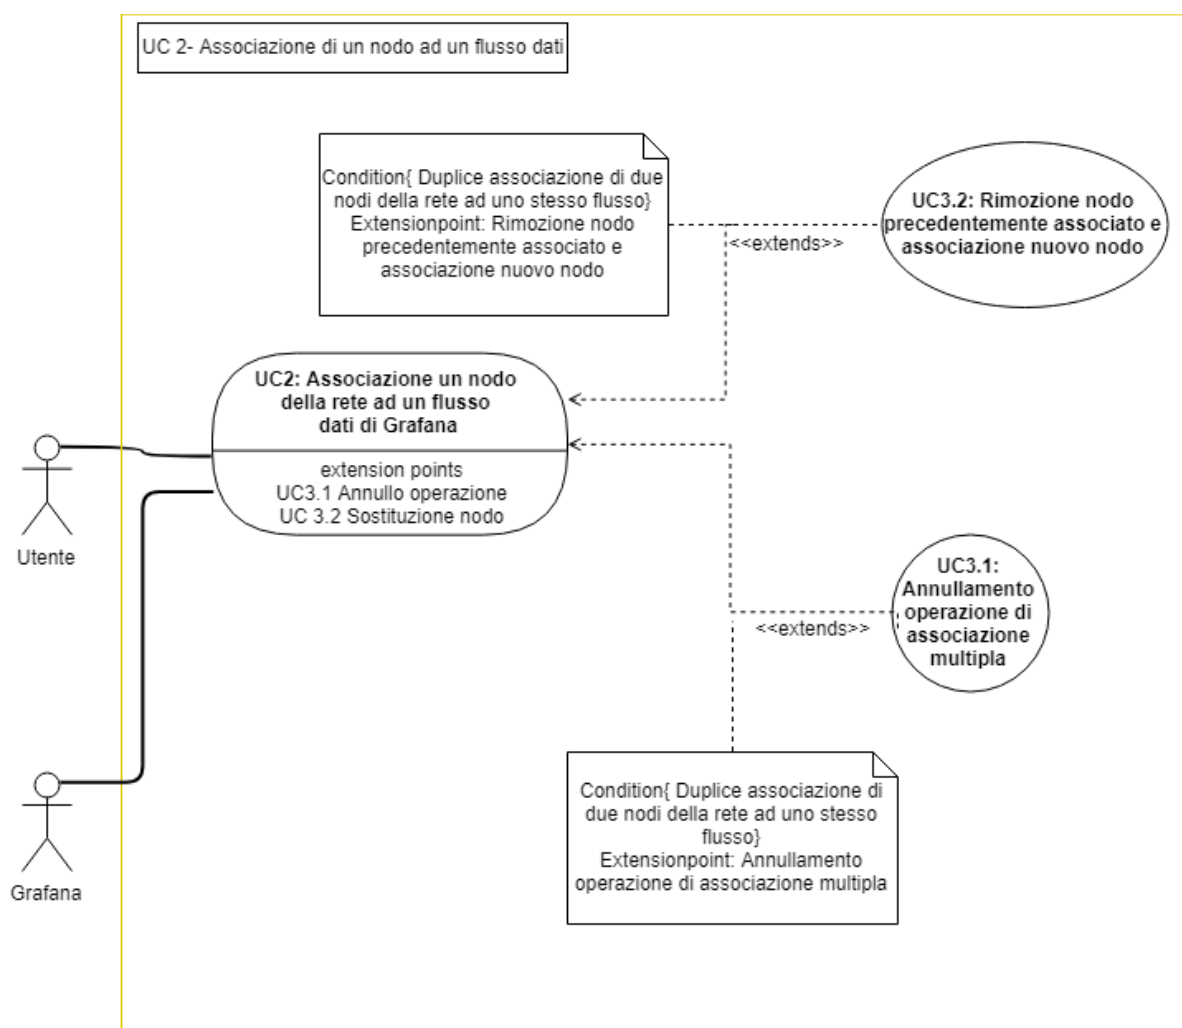 UC 2- Associazione di un nodo ad un flusso dati
Condition{ Duplice associazione di due
nodi della rete ad uno stesso flusso}
Extensionpoint: Rimozione nodo
precedentemente associato e
associazione nuovo nodo
UC3.2: Rimozione nodo
precedentemente associato e
associazione nuovo nodo
<<extends>>
UC2: Associazione un nodo
della rete ad un flusso
dati di Grafana
extension points
UC3.1 Annullo operazione
UC 3.2 Sostituzione nodo
Utente
UC3.1:
Annullamento
operazione di
associazione
multipla
<<extends>>
Condition{ Duplice associazione di
due nodi della rete ad uno stesso
flusso}
Extensionpoint: Annullamento
operazione di associazione multipla
Grafana